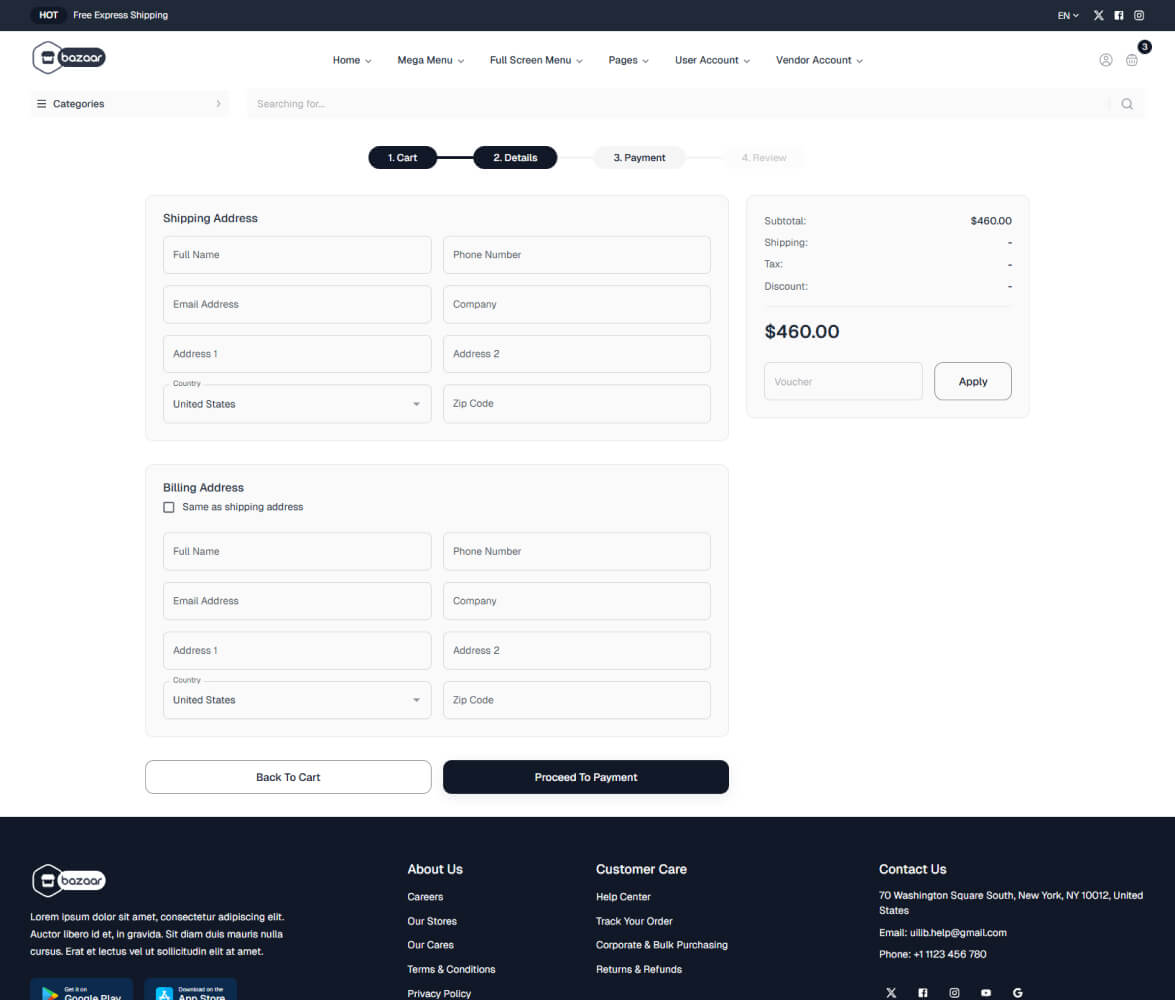 HOT Free Express Shipping EN
bazaar
Home Mega Menu Full Screen Menu Pages User Account Vendor Account
3
Categories
Searching for...
1. Cart 2. Details 3. Payment 4. Review
Shipping Address
Full Name Phone Number
Email Address Company
Address 1 Address 2
Country
United States Zip Code
Subtotal: $460.00
Shipping: -
Tax: -
Discount: -
$460.00
Voucher Apply
Billing Address
Same as shipping address
Full Name Phone Number
Email Address Company
Address 1 Address 2
Country
United States Zip Code
Back To Cart Proceed To Payment
bazaar
Lorem ipsum dolor sit amet, consectetur adipiscing elit.
Auctor libero id et, in gravida. Sit diam duis mauris nulla
cursus. Erat et lectus vel ut sollicitudin elit at amet.
Get it on
Google Play
Download on the
App Store
About Us
Careers
Our Stores
Our Cares
Terms & Conditions
Privacy Policy
Customer Care
Help Center
Track Your Order
Corporate & Bulk Purchasing
Returns & Refunds
Contact Us
70 Washington Square South, New York, NY 10012, United
States
Email: uilib.help@gmail.com
Phone: +1 1123 456 780